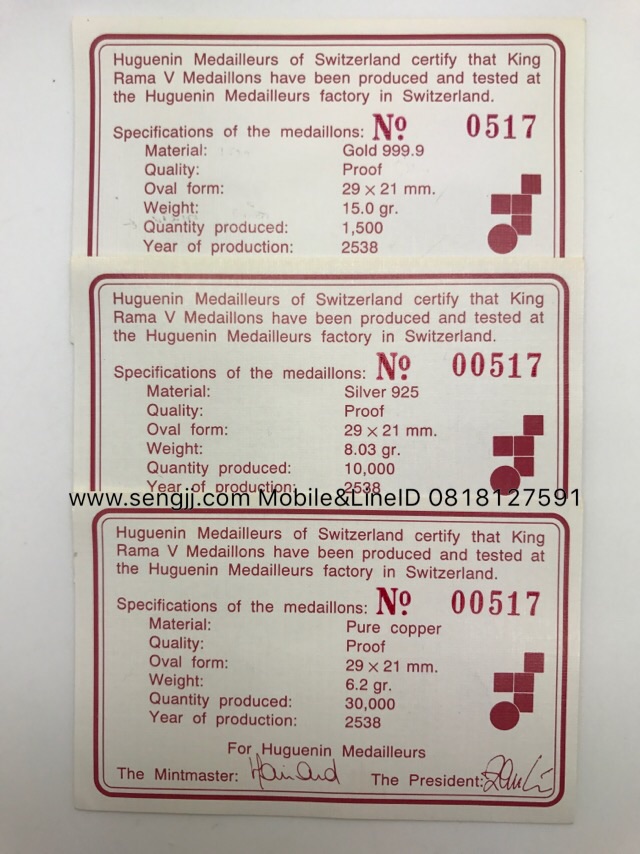 Huguenin Medailleurs of Switzerland certify that King
Rama V Medaillons have been produced and tested at
the Huguenin Medailleurs factory in Switzerland.
Specifications of the medaillons: No 0517
Material: Gold 999.9
Quality: Proof
Oval form: 29 × 21 mm.
Weight: 15.0 gr.
Quantity produced: 1,500
Year of production: 2538
Huguenin Medailleurs of Switzerland certify that King
Rama V Medaillons have been produced and tested at
the Huguenin Medailleurs factory in Switzerland.
Specifications of the medaillons: No 00517
Material: Silver 925
Quality: Proof
Oval form: 29 × 21 mm.
Weight: 8.03 gr.
Quantity produced: 10,000
Year of production: 2538
www.sengjj.com Mobile&LineID 0818127591
Huguenin Medailleurs of Switzerland certify that King
Rama V Medaillons have been produced and tested at
the Huguenin Medailleurs factory in Switzerland.
Specifications of the medaillons: No 00517
Material: Pure copper
Quality: Proof
Oval form: 29 × 21 mm.
Weight: 6.2 gr.
Quantity produced: 30,000
Year of production: 2538
For Huguenin Medailleurs
The Mintmaster: The President: